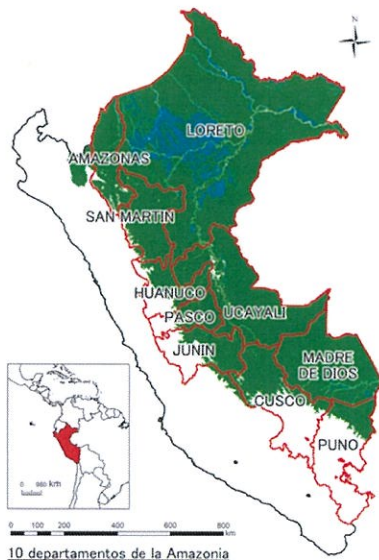 N
LORETO
AMAZONAS
SAN MARTIN
HUANUCO
UCAYALI
PASCO
JUNIN
MADRE
DE DIOS
CUSCO
PUNO
km
0 100 200 400 600 800
km
10 departamentos de la Amazonia